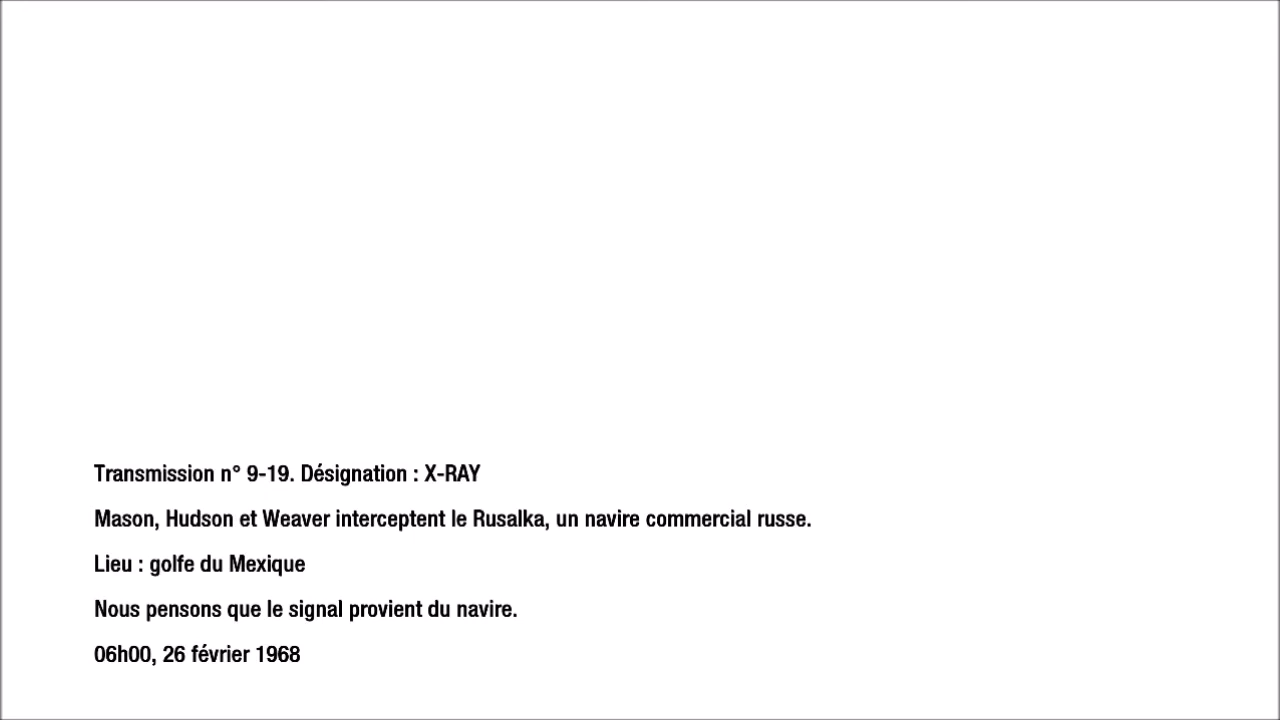 Transmission n° 9-19. Désignation : X-RAY
Mason, Hudson et Weaver interceptent le Rusalka, un navire commercial russe.
Lieu : golfe du Mexique
Nous pensons que le signal provient du navire.
06h00, 26 février 1968